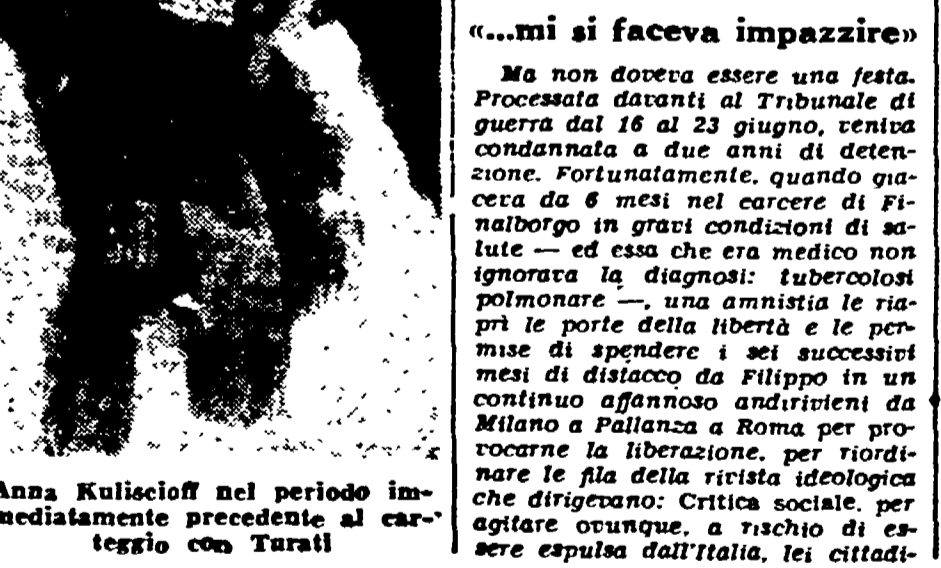 Anna Kuliscioff nel periodo im-
mediatamente precedente al car-
teggio con Turati
«...mi si faceva impazzire»
Ma non doveva essere una festa.
Processata davanti al Tribunale di
guerra dal 16 al 23 giugno, veniva
condannata a due anni di deten-
zione. Fortunatamente, quando gia-
ceva da 6 mesi nel carcere di Fi-
nalborgo in gravi condizioni di sa-
lute — ed essa che era medico non
ignorava la diagnosi: tubercolosi
polmonare —, una amnistia le ria-
prì le porte della libertà e le per-
mise di spendere i sei successivi
mesi di distacco da Filippo in un
continuo affannoso andirivieni da
Milano a Pallanza a Roma per pro-
vocarne la liberazione, per riordi-
nare le fila della rivista ideologica
che dirigevano: Critica sociale, per
agitare ovunque, a rischio di es-
sere espulsa dall'Italia, lei cittadi-